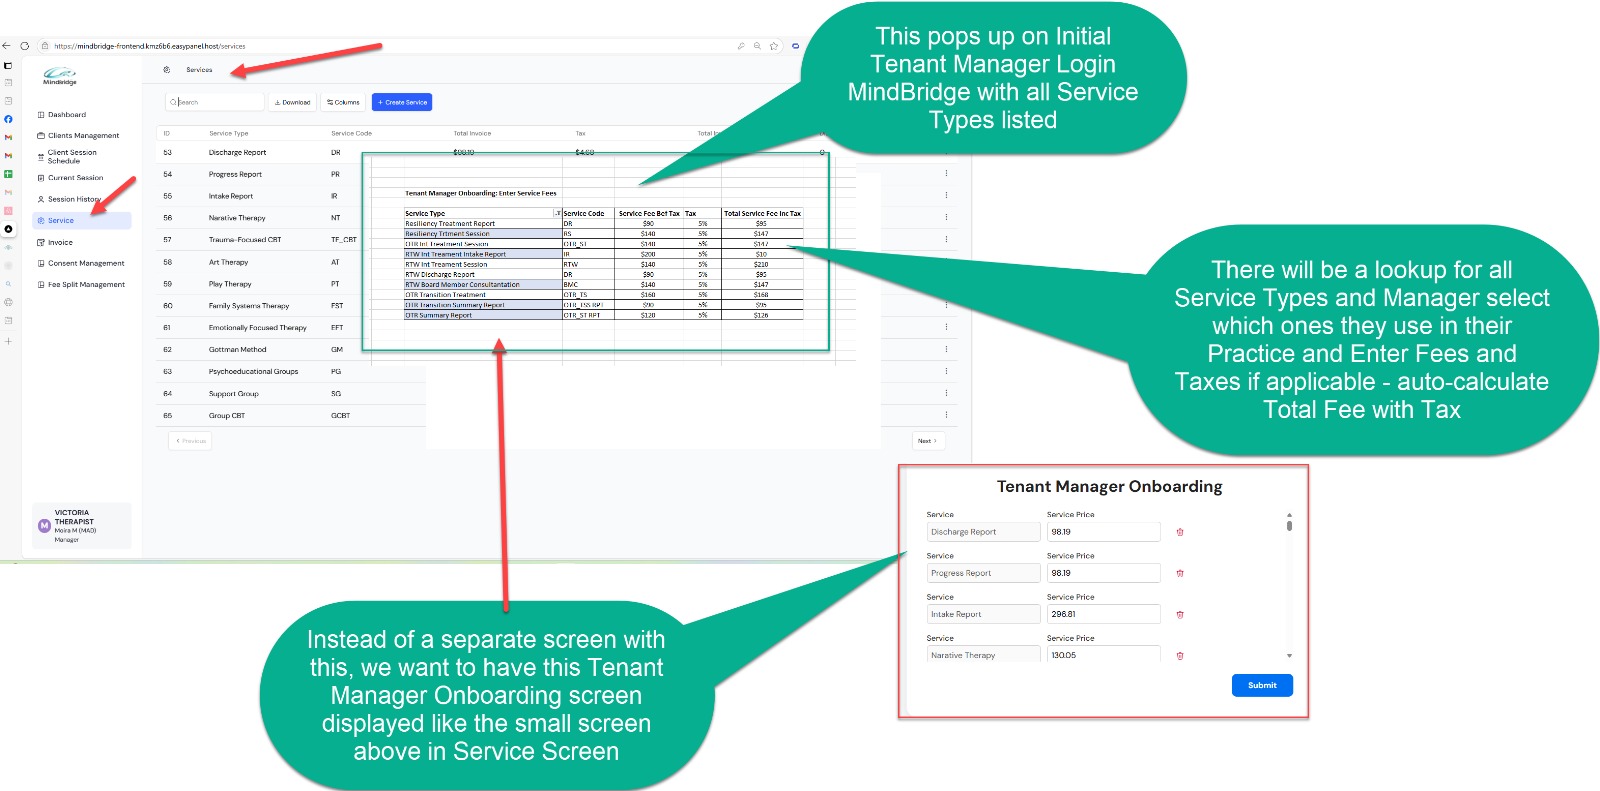 https://mindbridge-frontend.kmz6b6.easypanel.host/services
MindBridge
Dashboard
Clients Management
Client Session
Schedule
Current Session
Session History
Service
Invoice
Consent Management
Fee Split Management
VICTORIA
THERAPIST
Moira M (MAD)
Manager
M
Services
Search
Download
Columns
+ Create Service
ID Service Type Service Code Total Invoice Tax Total In
53 Discharge Report DR $98.19 $4.68 0
54 Progress Report PR
55 Intake Report IR
56 Narative Therapy NT
57 Trauma-Focused CBT TF_CBT
58 Art Therapy AT
59 Play Therapy PT
60 Family Systems Therapy FST
61 Emotionally Focused Therapy EFT
62 Gottman Method GM
63 Psychoeducational Groups PG
64 Support Group SG
65 Group CBT GCBT
Previous
Next
Tenant Manager Onboarding: Enter Service Fees
Service Type Service Code Service Fee Bef Tax Tax Total Service Fee Inc Tax
Resiliency Treatment Report DR $90 5% $95
Resiliency Trtment Session RS $140 5% $147
OTR Int Treatment Session OTR_ST $140 5% $147
RTW Int Treament Intake Report IR $200 5% $10
RTW Int Treament Session RTW $140 5% $210
RTW Discharge Report DR $90 5% $95
RTW Board Member Consultantation BMC $140 5% $147
OTR Transition Treatment OTR_TS $160 5% $168
OTR Transition Summary Report OTR_TSS RPT $90 5% $95
OTR Summary Report OTR_ST RPT $120 5% $126
This pops up on Initial
Tenant Manager Login
MindBridge with all Service
Types listed
There will be a lookup for all
Service Types and Manager select
which ones they use in their
Practice and Enter Fees and
Taxes if applicable - auto-calculate
Total Fee with Tax
Instead of a separate screen with
this, we want to have this Tenant
Manager Onboarding screen
displayed like the small screen
above in Service Screen
Tenant Manager Onboarding
Service Service Price
Discharge Report 98.19
Service Service Price
Progress Report 98.19
Service Service Price
Intake Report 296.81
Service Service Price
Narative Therapy 130.05
Submit